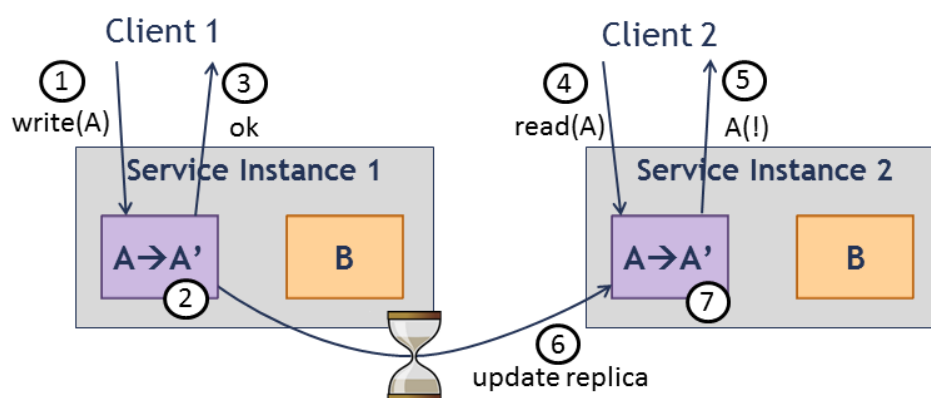 Client 1
Client 2
1
3
4
5
write(A)
ok
read(A)
A(!)
Service Instance 1
Service Instance 2
A→A’
B
A→A’
B
2
7
6
update replica